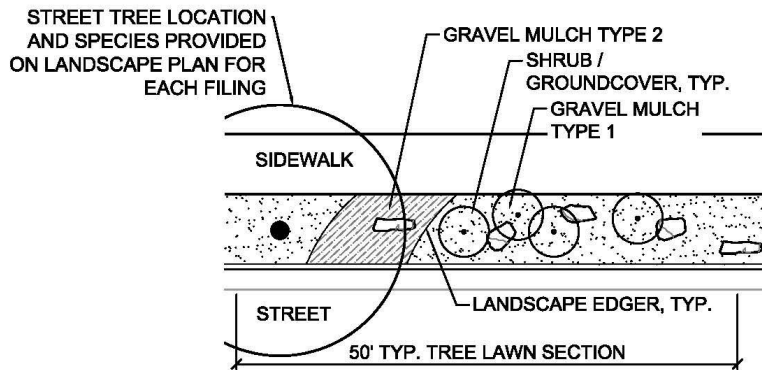 STREET TREE LOCATION
AND SPECIES PROVIDED
ON LANDSCAPE PLAN FOR
EACH FILING
GRAVEL MULCH TYPE 2
SHRUB /
GROUNDCOVER, TYP.
GRAVEL MULCH
TYPE 1
SIDEWALK
STREET
LANDSCAPE EDGER, TYP.
50' TYP. TREE LAWN SECTION